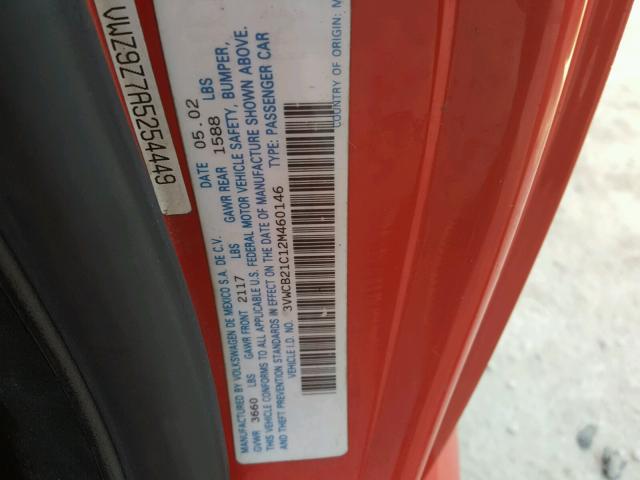 VWZ9Z7A5254449
MANUFACTURED BY VOLKSWAGEN DE MEXICO S.A. DE C.V. DATE 05.02
GVWR 3660 LBS GAWR FRONT 2117 LBS GAWR REAR 1588 LBS
THIS VEHICLE CONFORMS TO ALL APPLICABLE U.S. FEDERAL MOTOR VEHICLE SAFETY, BUMPER,
THEFT PREVENTION STANDARDS IN EFFECT ON THE DATE OF MANUFACTURE SHOWN ABOVE.
VEHICLE I.D. NO. 3VWCB21C12M460146 TYPE: PASSENGER CAR
COUNTRY OF ORIGIN: M